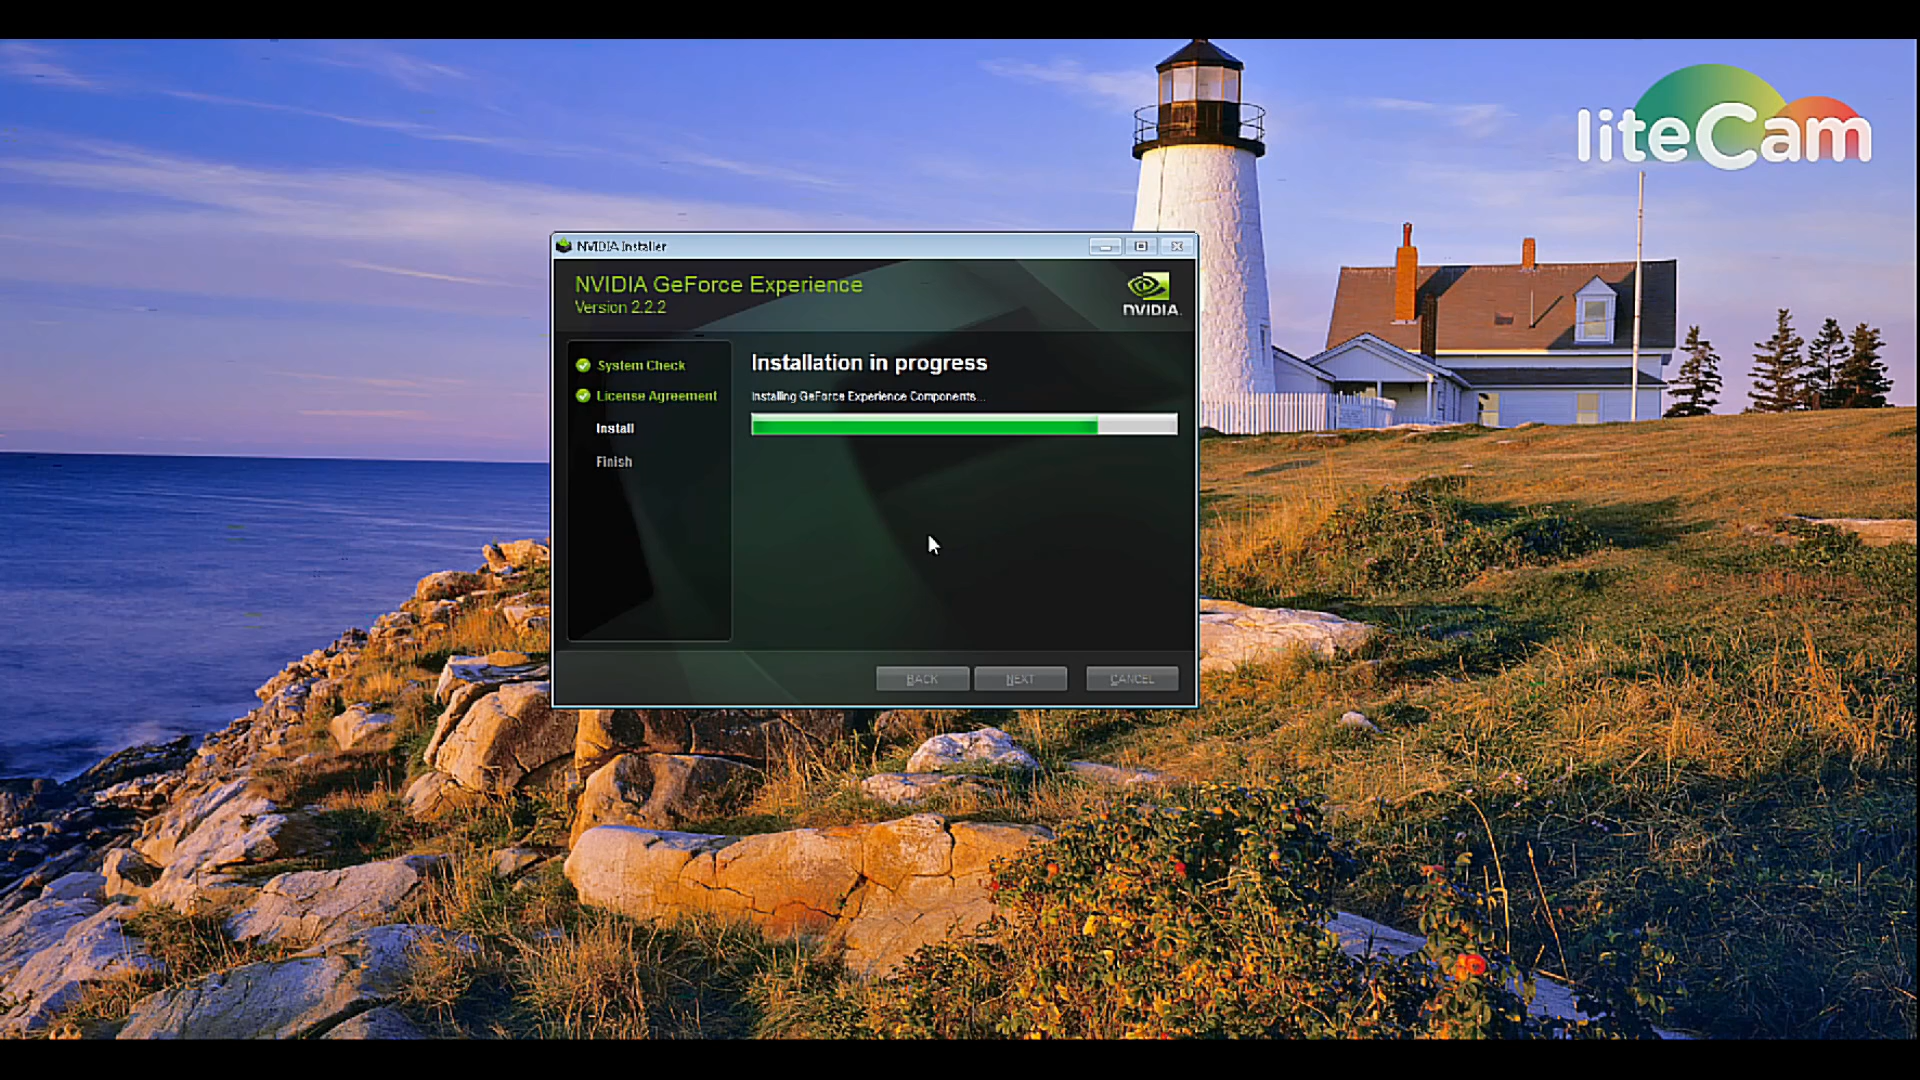 liteCam
NVIDIA Installer
NVIDIA GeForce Experience
Version 2.2.2
NVIDIA.
System Check
License Agreement
Install
Finish
Installation in progress
Installing GeForce Experience Components...
BACK
NEXT
CANCEL